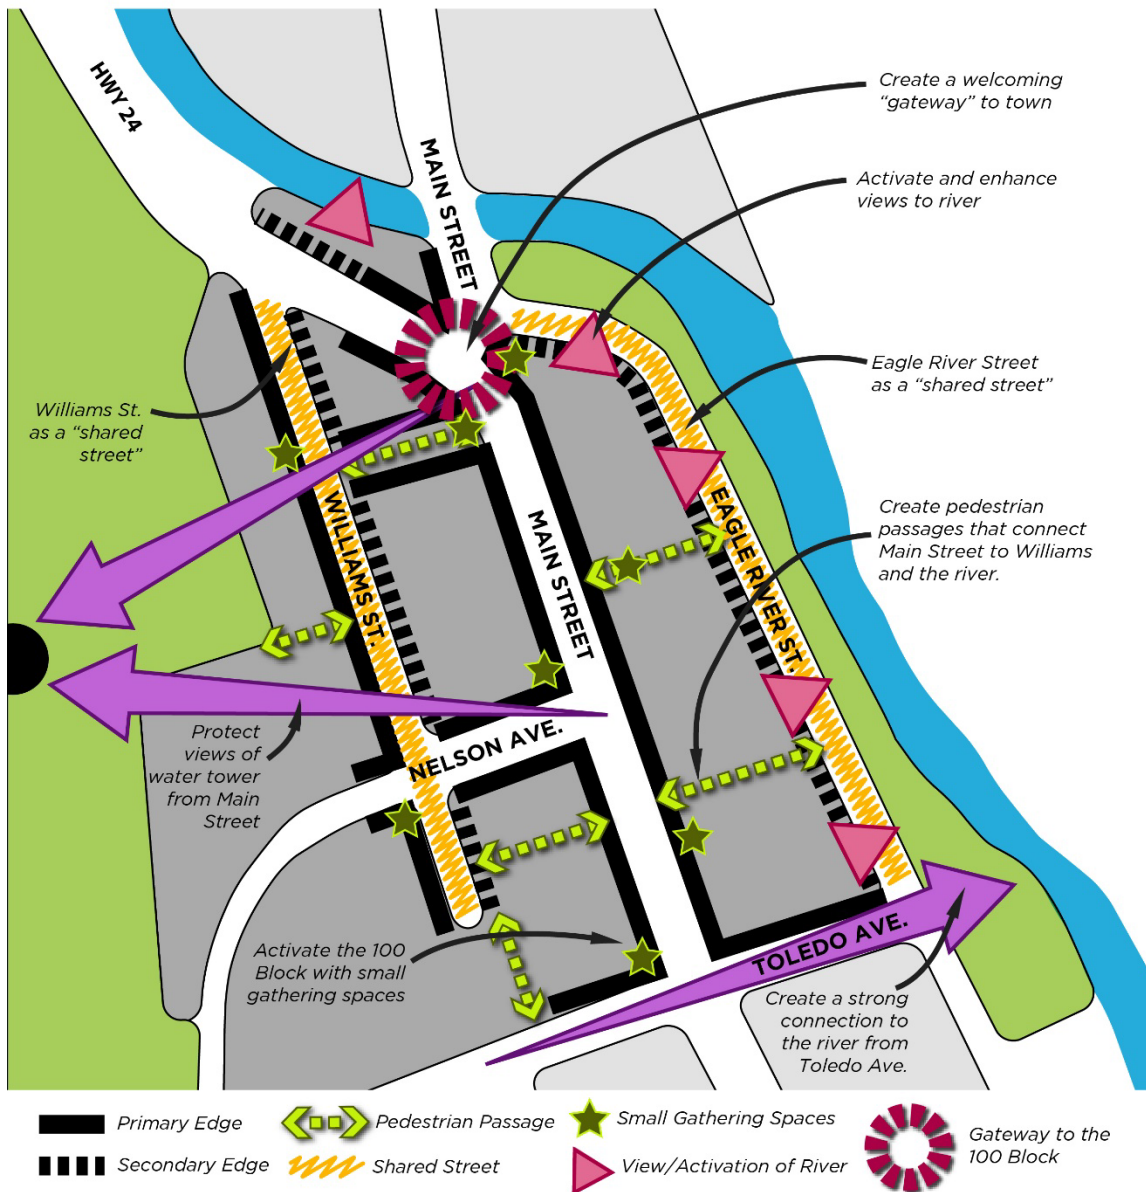 HWY 24
MAIN STREET
Create a welcoming
“gateway” to town
Activate and enhance
views to river
Eagle River Street
as a “shared street”
Williams St.
as a “shared
street”
WILLIAMS ST.
MAIN STREET
EAGLE RIVER ST.
Create pedestrian
passages that connect
Main Street to Williams
and the river.
Protect
views of
water tower
from Main
Street
NELSON AVE.
Activate the 100
Block with small
gathering spaces
TOLEDO AVE.
Create a strong
connection to
the river from
Toledo Ave.
Primary Edge
Pedestrian Passage
Small Gathering Spaces
Gateway to the
100 Block
Secondary Edge
Shared Street
View/Activation of River